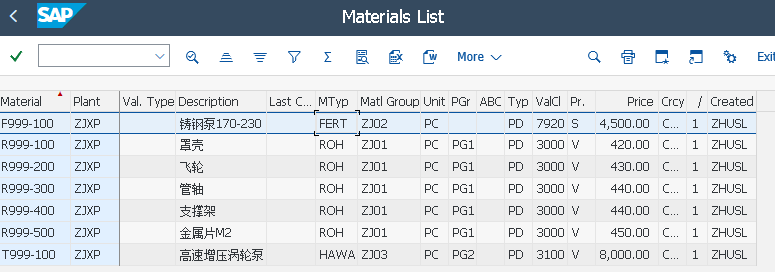 SAP Materials List
More Exit
Material Plant Val. Type Description Last C... MTyp Matl Group Unit PGr ABC Typ ValCl Pr. Price Crcy / Created
F999-100 ZJXP 铸钢泵170-230 FERT ZJ02 PC PD 7920 S 4,500.00 C... 1 ZHUSL
R999-100 ZJXP 罩壳 ROH ZJ01 PC PG1 PD 3000 V 420.00 C... 1 ZHUSL
R999-200 ZJXP 飞轮 ROH ZJ01 PC PG1 PD 3000 V 430.00 C... 1 ZHUSL
R999-300 ZJXP 管轴 ROH ZJ01 PC PG1 PD 3000 V 440.00 C... 1 ZHUSL
R999-400 ZJXP 支撑架 ROH ZJ01 PC PG1 PD 3000 V 440.00 C... 1 ZHUSL
R999-500 ZJXP 金属片M2 ROH ZJ01 PC PG1 PD 3000 V 450.00 C... 1 ZHUSL
T999-100 ZJXP 高速增压涡轮泵 HAWA ZJ03 PC PG2 PD 3100 V 8,000.00 C... 1 ZHUSL